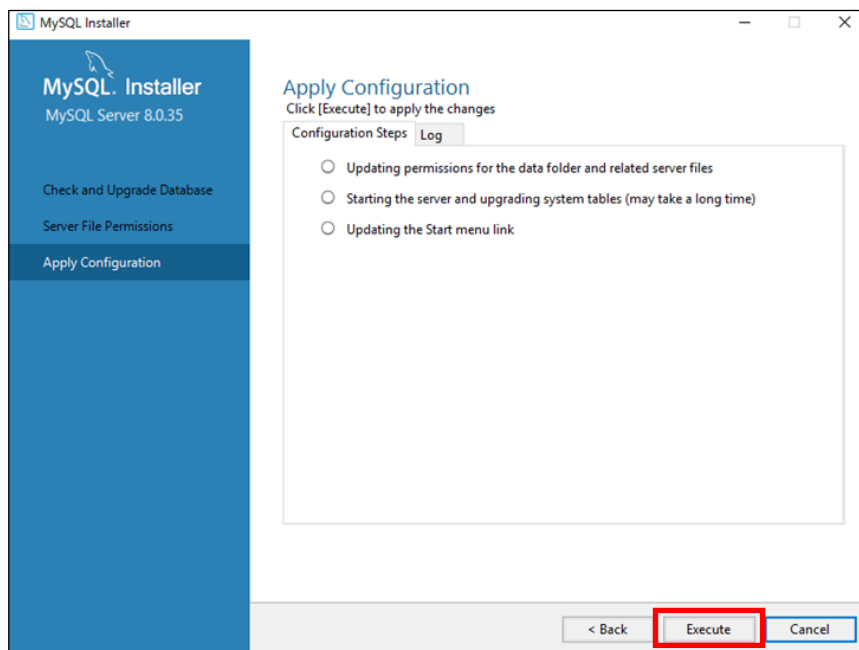 MySQL Installer
MySQL. Installer
MySQL Server 8.0.35
Check and Upgrade Database
Server File Permissions
Apply Configuration
Apply Configuration
Click [Execute] to apply the changes
Configuration Steps Log
Updating permissions for the data folder and related server files
Starting the server and upgrading system tables (may take a long time)
Updating the Start menu link
< Back Execute Cancel